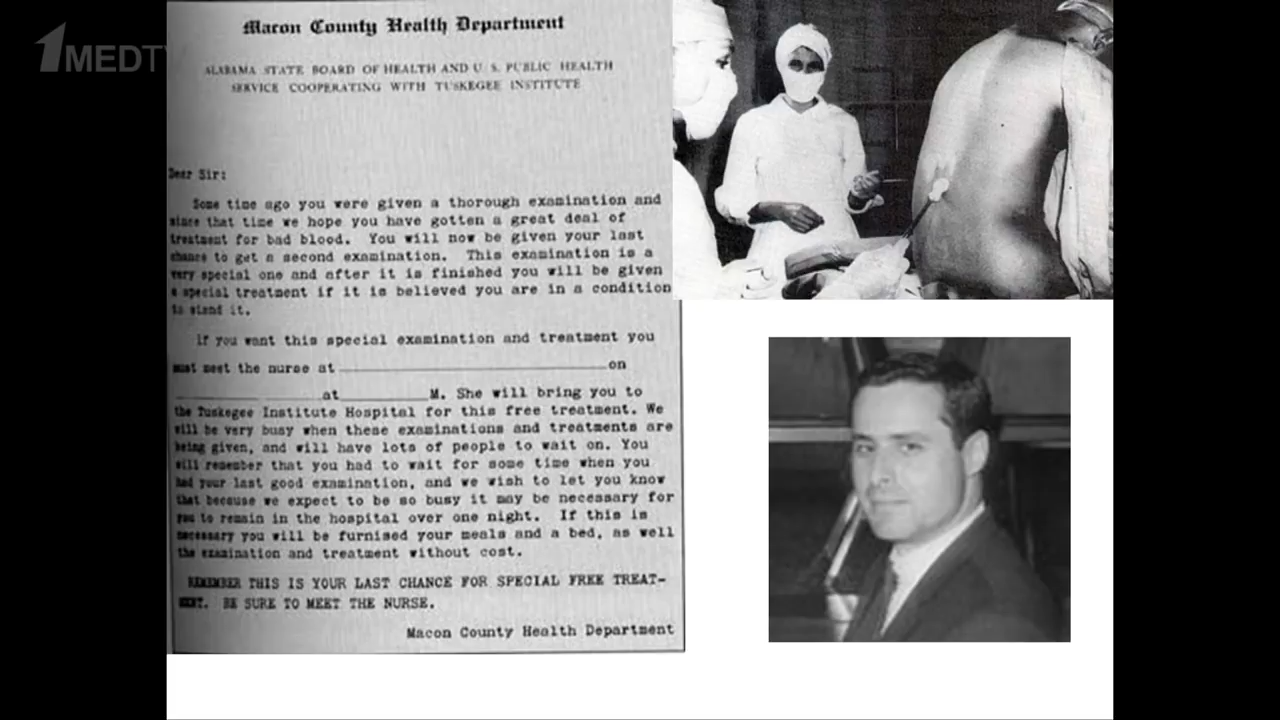 1MEDTV
Macon County Health Department
ALABAMA STATE BOARD OF HEALTH AND U. S. PUBLIC HEALTH
SERVICE COOPERATING WITH TUSKEGEE INSTITUTE
Dear Sir:
Some time ago you were given a thorough examination and
since that time we hope you have gotten a great deal of
treatment for bad blood. You will now be given your last
chance to get a second examination. This examination is a
very special one and after it is finished you will be given
a special treatment if it is believed you are in a condition
to stand it.
If you want this special examination and treatment you
must meet the nurse at on
at M. She will bring you to
the Tuskegee Institute Hospital for this free treatment. We
will be very busy when these examinations and treatments are
being given, and will have lots of people to wait on. You
will remember that you had to wait for some time when you
had your last good examination, and we wish to let you know
that because we expect to be so busy it may be necessary for
you to remain in the hospital over one night. If this is
necessary you will be furnished your meals and a bed, as well
the examination and treatment without cost.
REMEMBER THIS IS YOUR LAST CHANCE FOR SPECIAL FREE TREAT-
MENT. BE SURE TO MEET THE NURSE.
Macon County Health Department